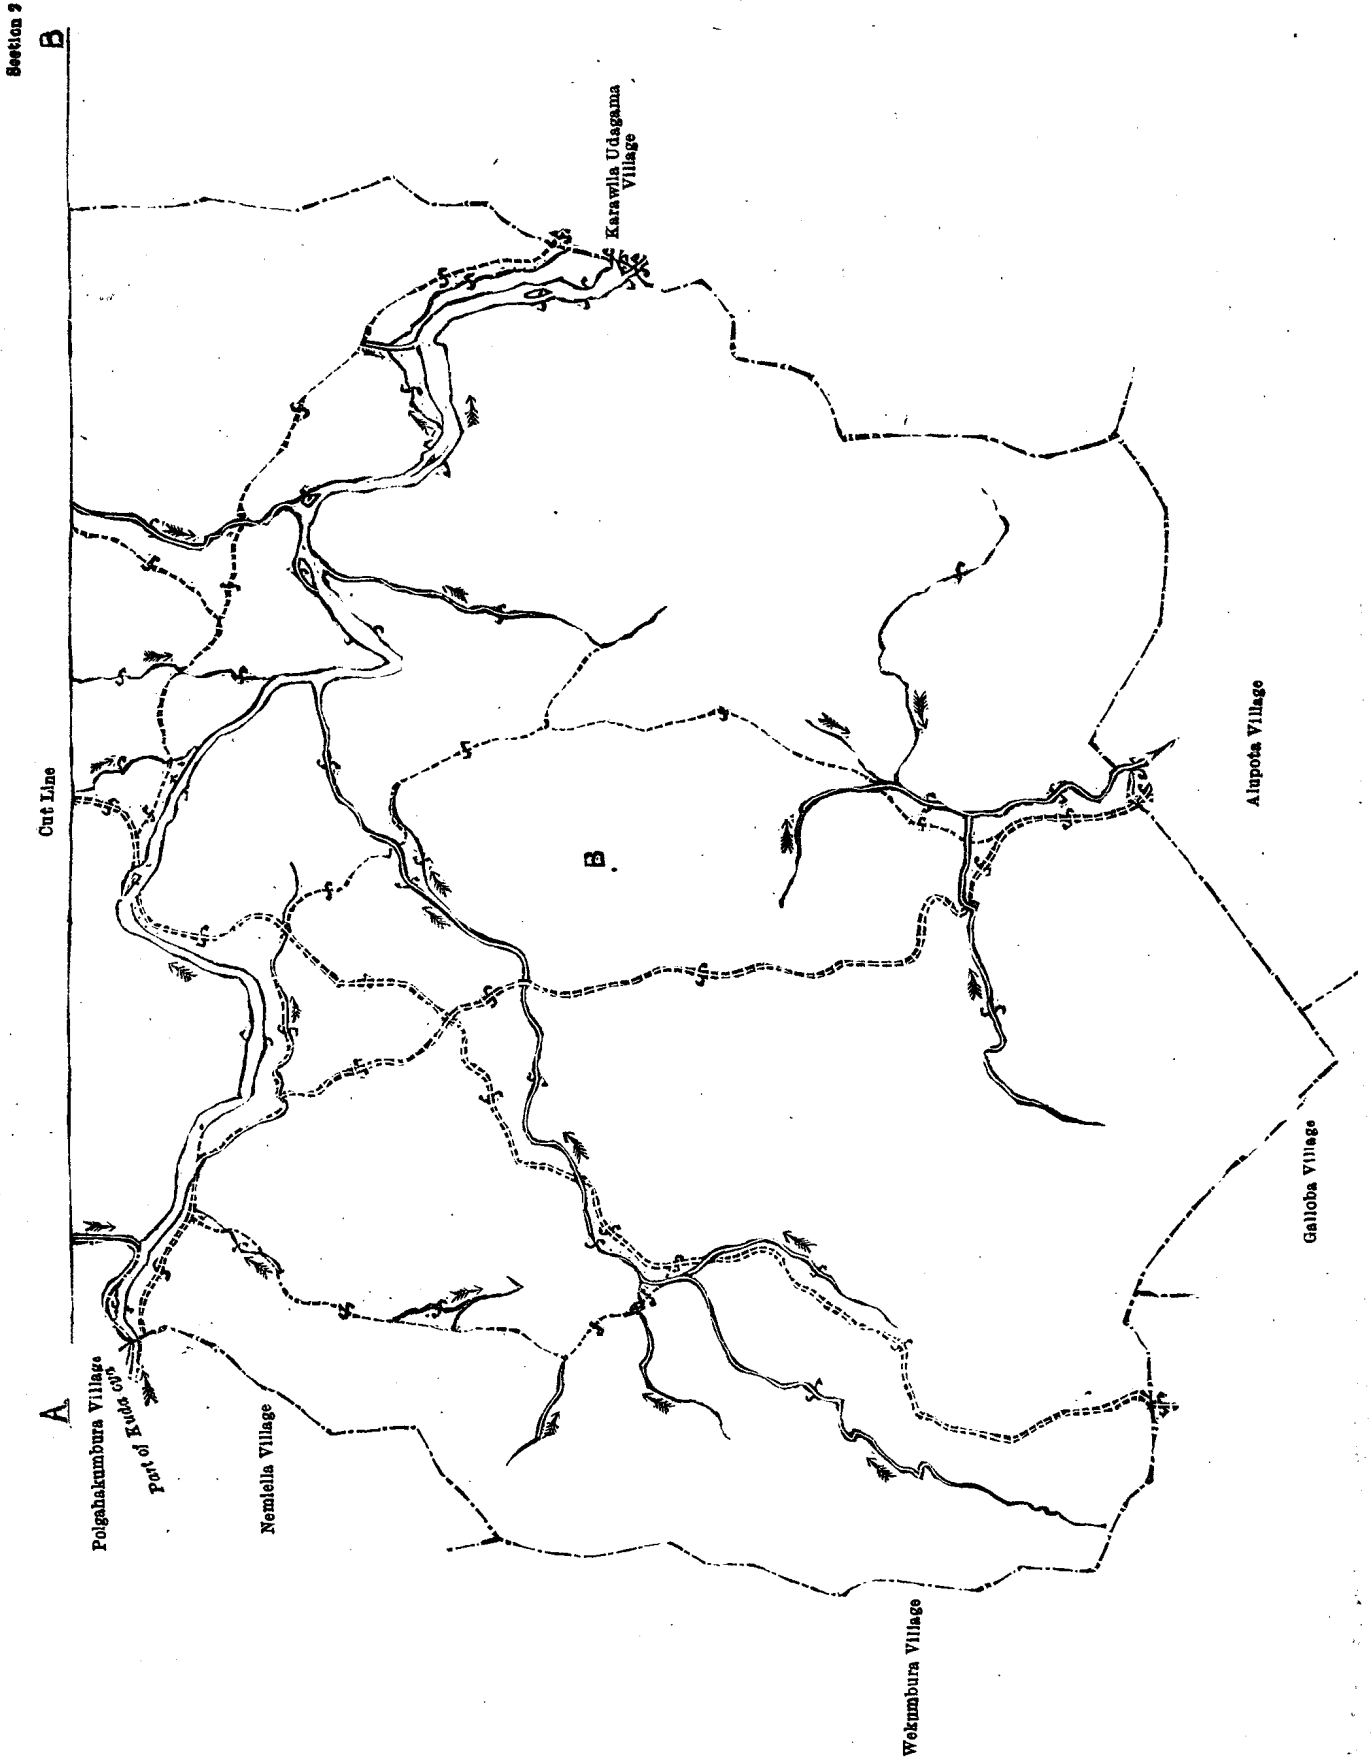 Section 2
B
Cut Line
A
Karawila Udagama
Village
Polgahakumbura Village
Part of Kuda Oya
Nemlella Village
B
Alupota Village
Galloba Village
Wekumbura Village